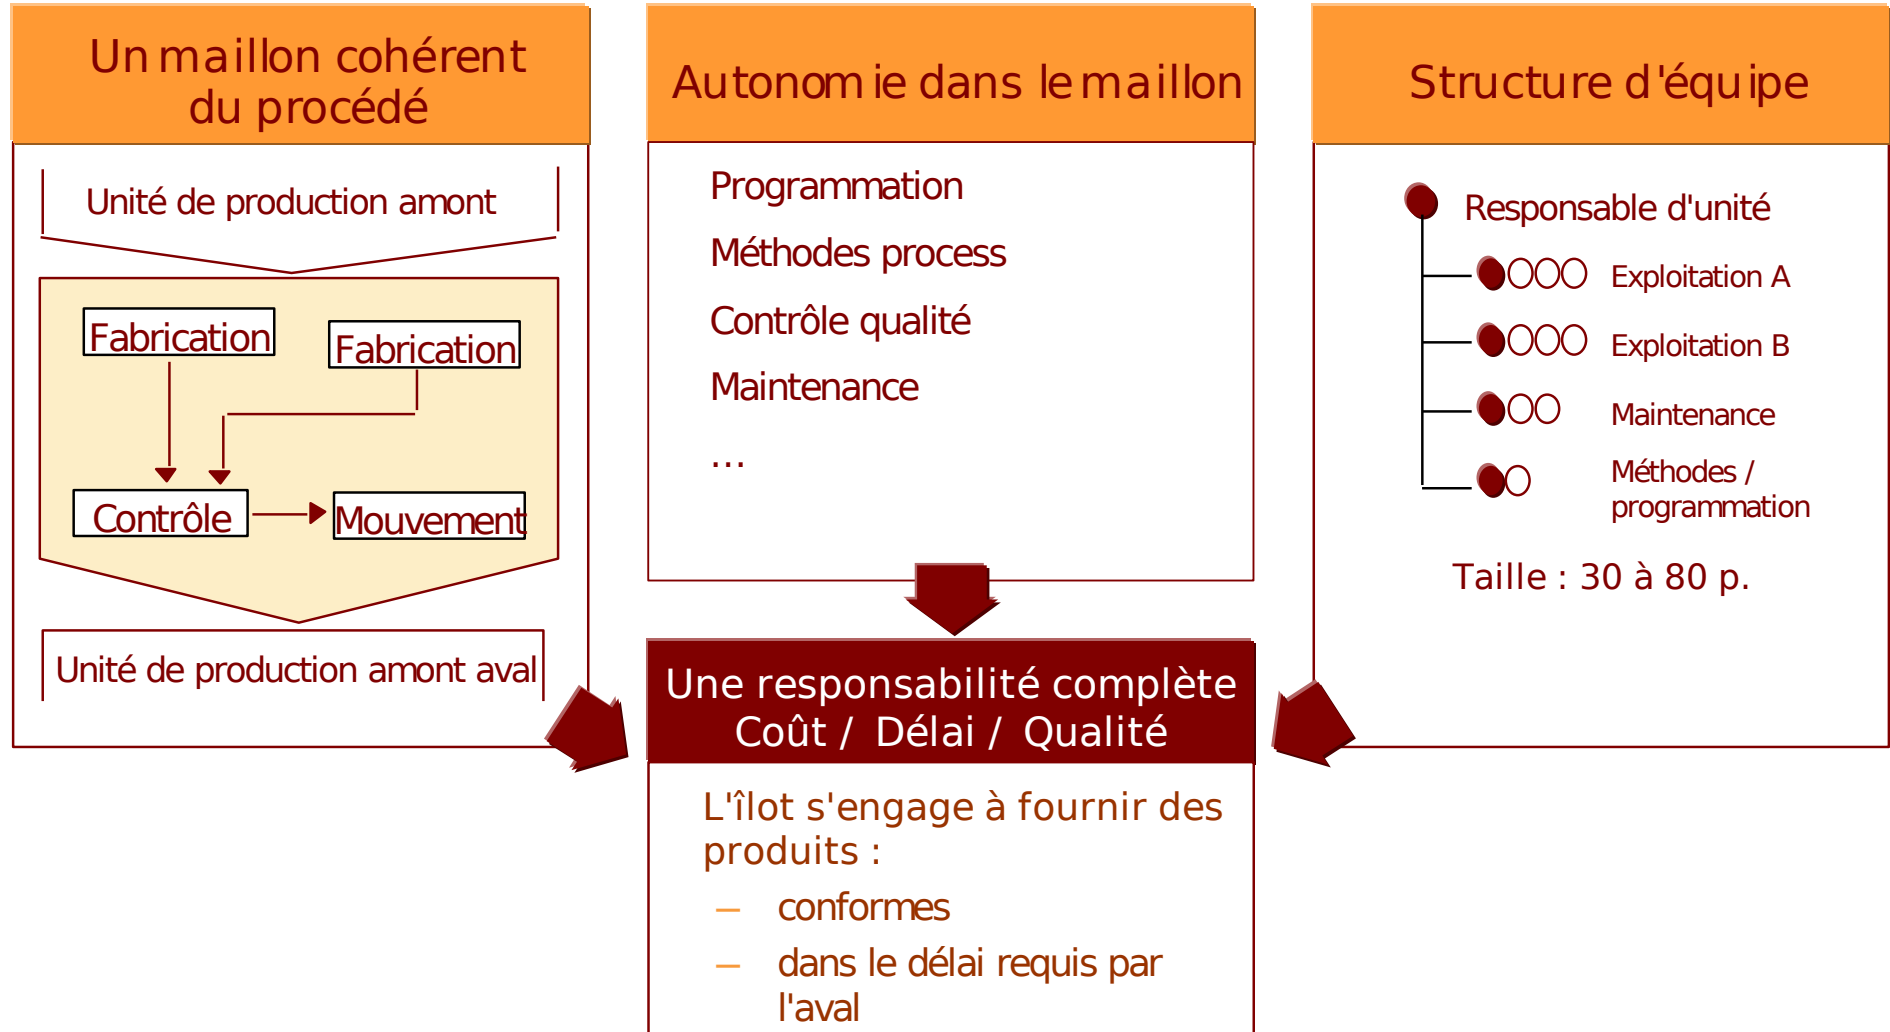 Un maillon cohérent
du procédé
Unité de production amont
Fabrication
Fabrication
Contrôle
Mouvement
Unité de production amont aval
Autonomie dans le maillon
Programmation
Méthodes process
Contrôle qualité
Maintenance
...
Structure d'équipe
Responsable d'unité
Exploitation A
Exploitation B
Maintenance
Méthodes /
programmation
Taille : 30 à 80 p.
Une responsabilité complète
Coût / Délai / Qualité
L'îlot s'engage à fournir des
produits :
– conformes
– dans le délai requis par
l'aval